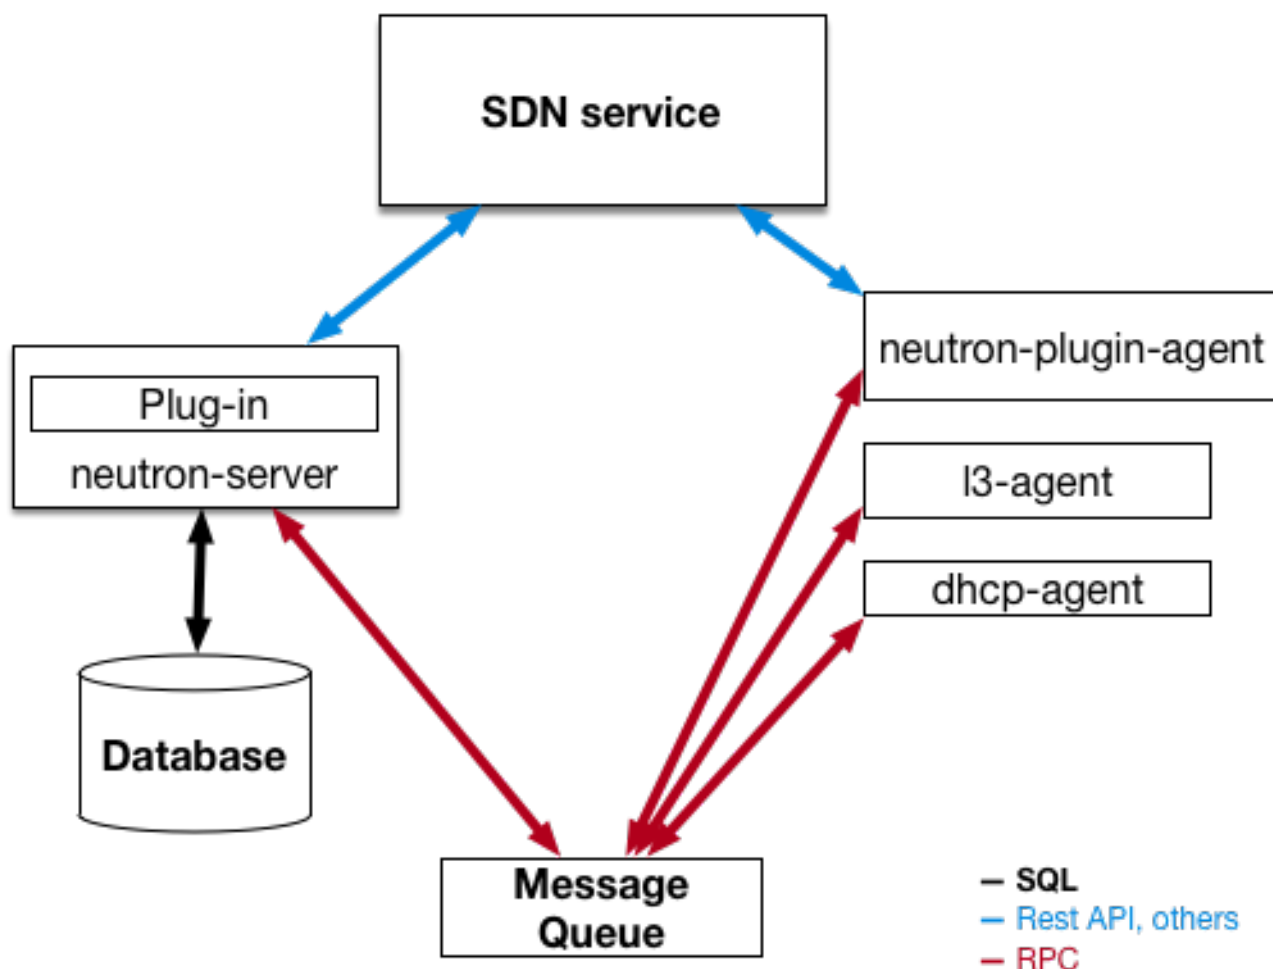 SDN service
neutron-plugin-agent
Plug-in
neutron-server
l3-agent
dhcp-agent
Database
Message
Queue
SQL
Rest API, others
RPC